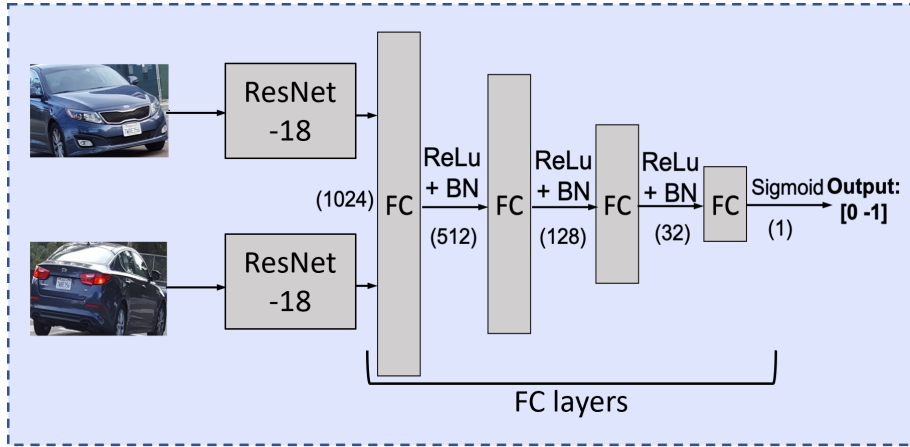 ResNet
-18
ResNet
-18
(1024)
FC
ReLu
+ BN
(512)
FC
ReLu
+ BN
(128)
FC
ReLu
+ BN
(32)
FC
Sigmoid
(1)
Output:
[0 -1]
FC layers